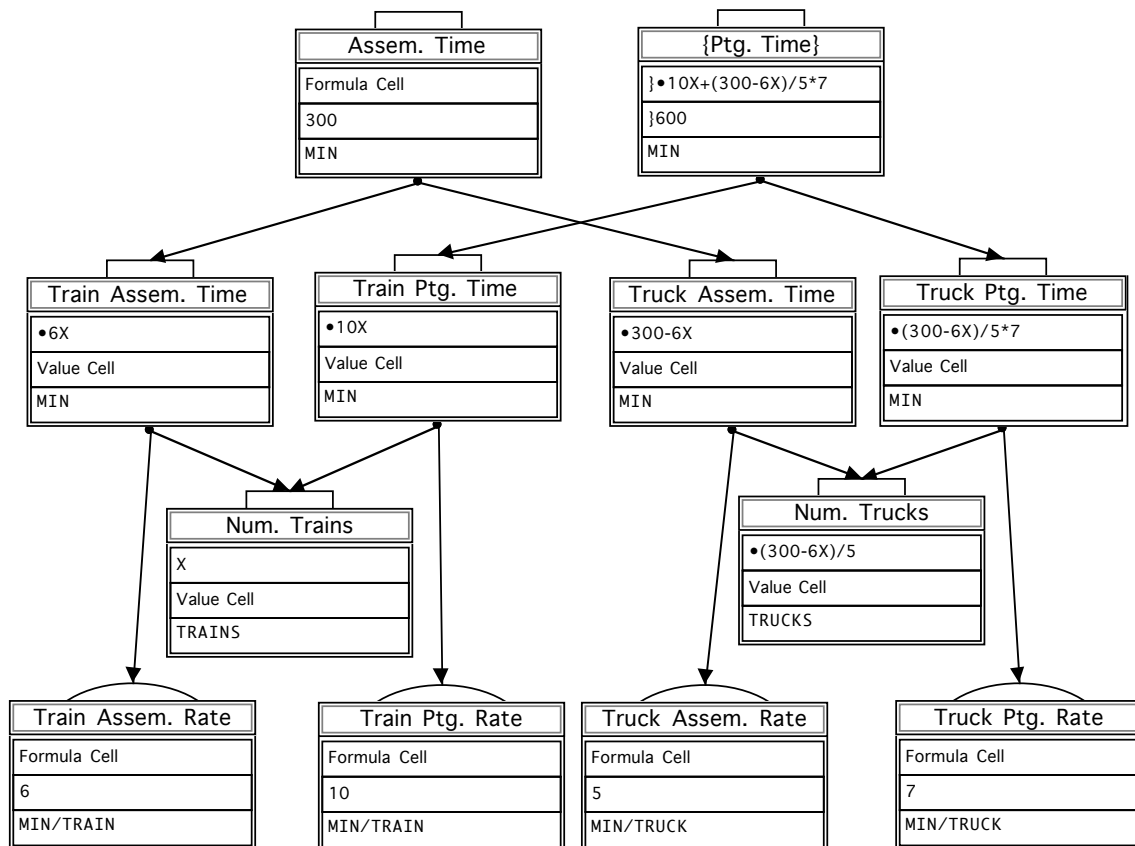 Assem. Time
Formula Cell
300
MIN
{Ptg. Time}
}•10X+(300-6X)/5*7
}600
MIN
Train Assem. Time
•6X
Value Cell
MIN
Train Ptg. Time
•10X
Value Cell
MIN
Truck Assem. Time
•300-6X
Value Cell
MIN
Truck Ptg. Time
•(300-6X)/5*7
Value Cell
MIN
Num. Trains
X
Value Cell
TRAINS
Num. Trucks
•(300-6X)/5
Value Cell
TRUCKS
Train Assem. Rate
Formula Cell
6
MIN/TRAIN
Train Ptg. Rate
Formula Cell
10
MIN/TRAIN
Truck Assem. Rate
Formula Cell
5
MIN/TRUCK
Truck Ptg. Rate
Formula Cell
7
MIN/TRUCK